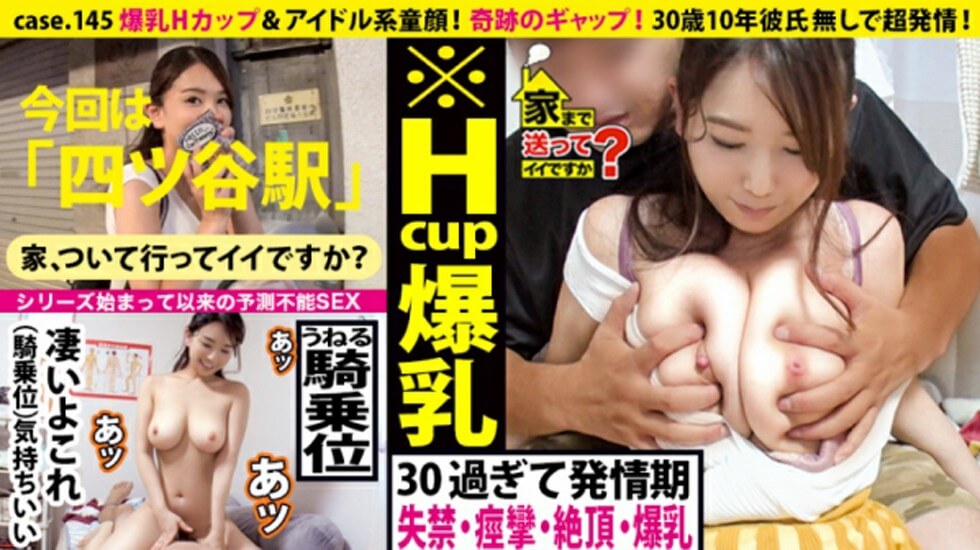 case.145 爆乳Hカップ&アイドル系童顔!奇跡のギャップ!30歳10年彼氏無しで超発情!
今回は
「四ツ谷駅」
家、ついて行ってイイですか?
シリーズ始まって以来の予測不能SEX
凄いよこれ
(騎乗位)気持ちいい
あッ
あッ
あッ
うねる
騎乗位
※
H
cup
爆乳
家まで
送って
イイですか
?
30過ぎて発情期
失禁・痙攣・絶頂・爆乳